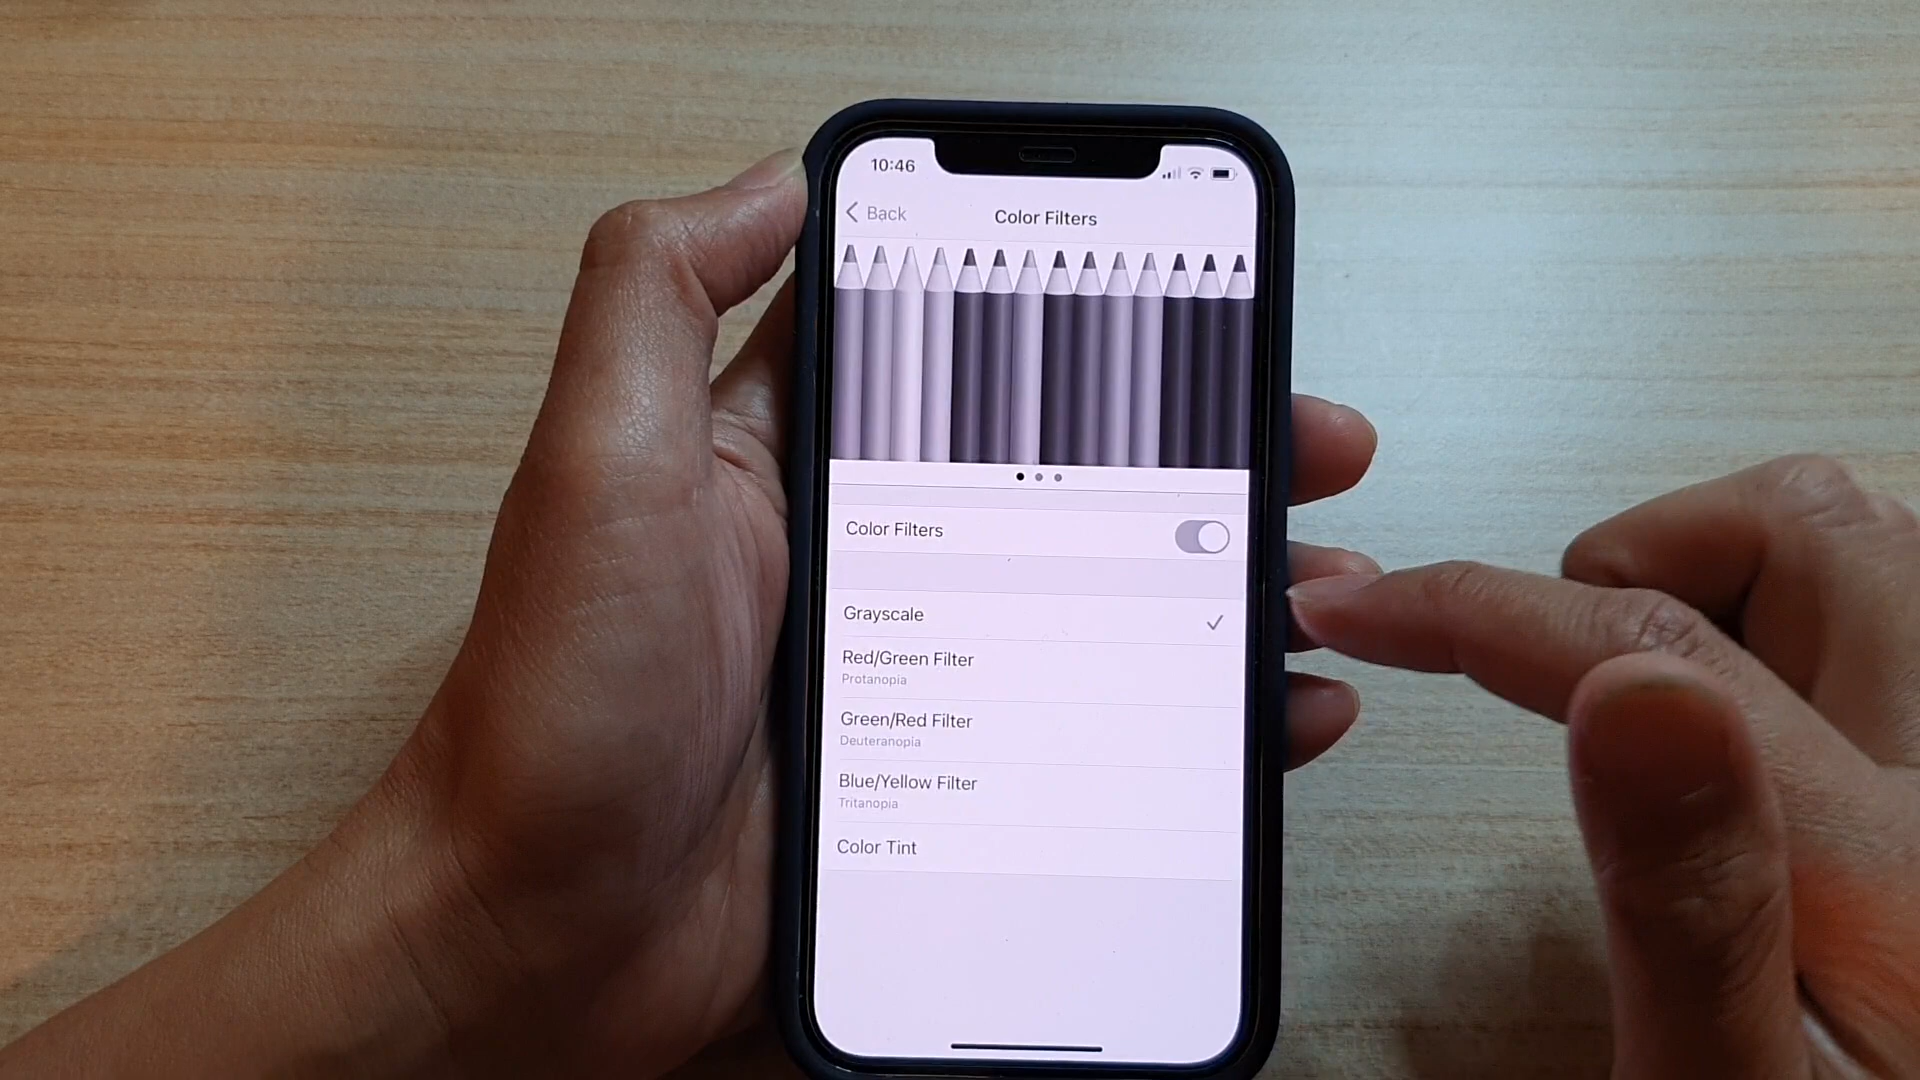 10:46
Back
Color Filters
Color Filters
Grayscale
Red/Green Filter
Protanopia
Green/Red Filter
Deuteranopia
Blue/Yellow Filter
Tritanopia
Color Tint